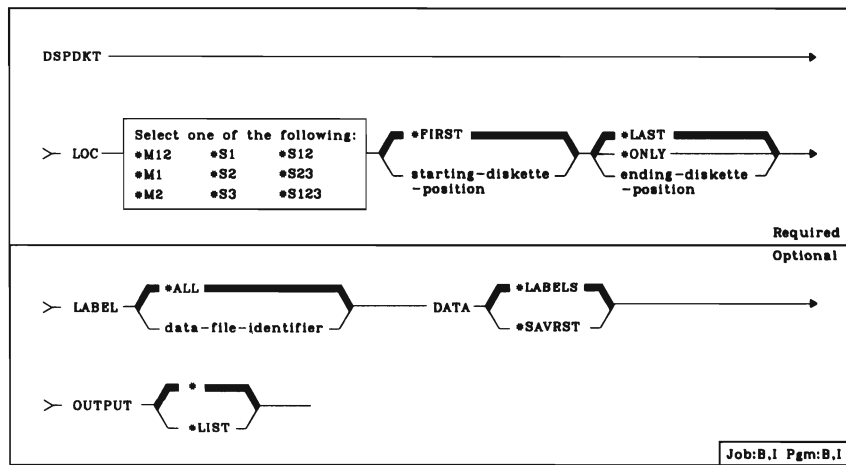 DSPDKT
LOC
Select one of the following:
*M12 *S1 *S12
*M1 *S2 *S23
*M2 *S3 *S123
*FIRST
starting-diskette
-position
*LAST
*ONLY
ending-diskette
-position
Required
Optional
LABEL
*ALL
data-file-identifier
DATA
*LABELS
*SAVRST
OUTPUT
*
*LIST
Job:B,I Pgm:B,I